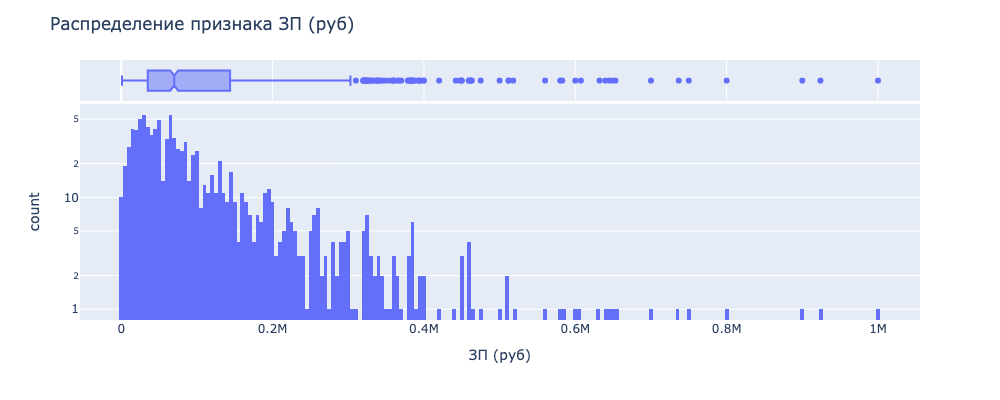 Распределение признака ЗП (руб)
5
2
10
5
2
1
count
0
0.2M
0.4M
0.6M
0.8M
1M
ЗП (руб)